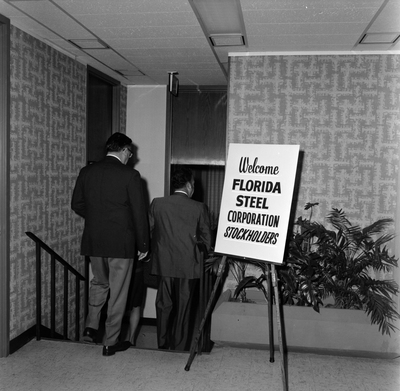 Welcome
FLORIDA
STEEL
CORPORATION
STOCKHOLDERS